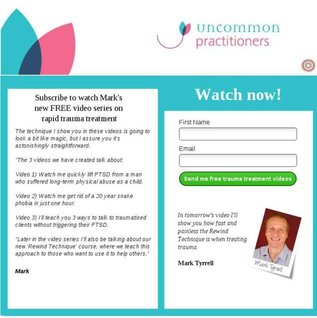 uncommon
practitioners
Subscribe to watch Mark's
new FREE video series on
rapid trauma treatment
The technique I show you in these videos is going to
look a bit like magic, but I assure you it's
astonishingly straightforward.
"The 3 videos we have created talk about:
Video 1) Watch me quickly lift PTSD from a man
who suffered long-term physical abuse as a child.
Video 2) Watch me get rid of a 20 year snake
phobia in just one hour.
Video 3) I'll teach you 3 ways to talk to traumatised
clients without triggering their PTSD.
"Later in the video series I'll also be talking about our
new 'Rewind Technique' course, where we teach this
approach to those who want to use it to help others."
Mark
Watch now!
First Name
Email
Send me free trauma treatment videos
In tomorrow's video I'll
show you how fast and
painless the Rewind
Technique is when treating
trauma.
Mark Tyrrell
Mark Tyrrell